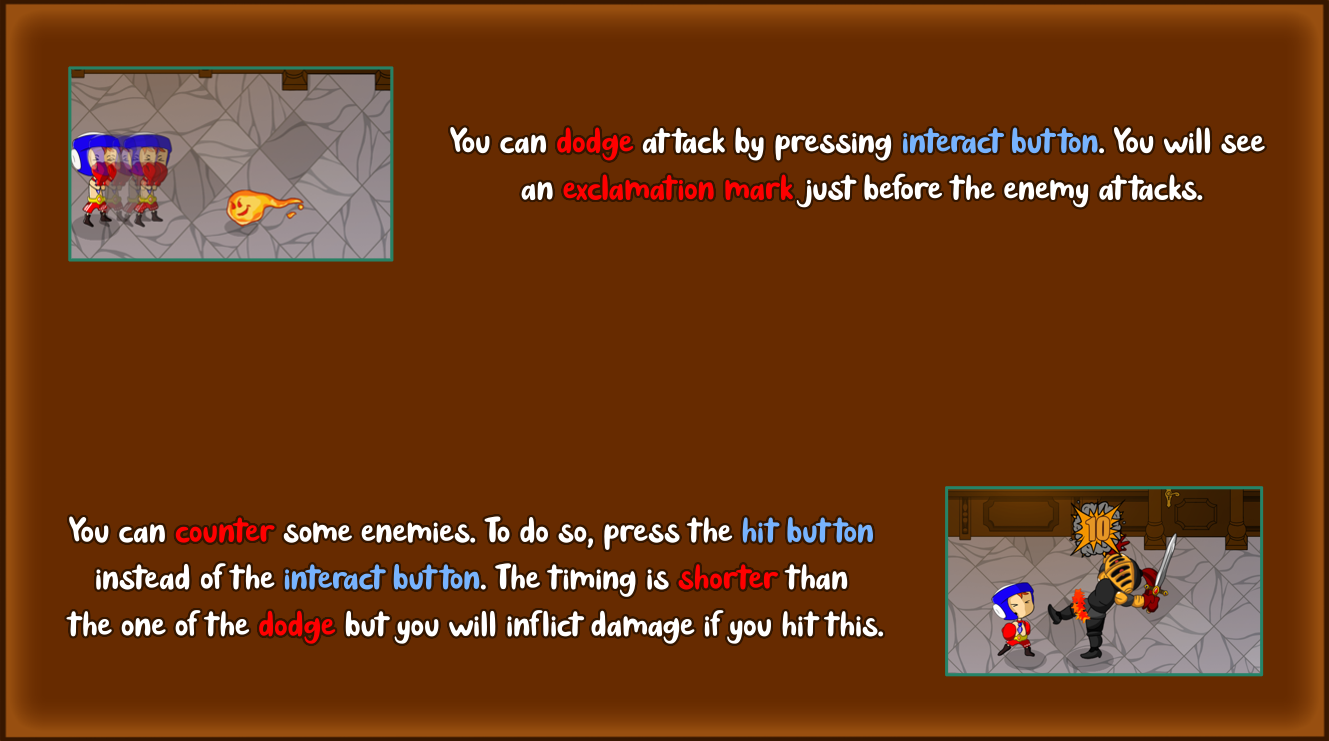 You can dodge attack by pressing interact button. You will see
an exclamation mark just before the enemy attacks.
You can counter some enemies. To do so, press the hit button
instead of the interact button. The timing is shorter than
the one of the dodge but you will inflict damage if you hit this.
10